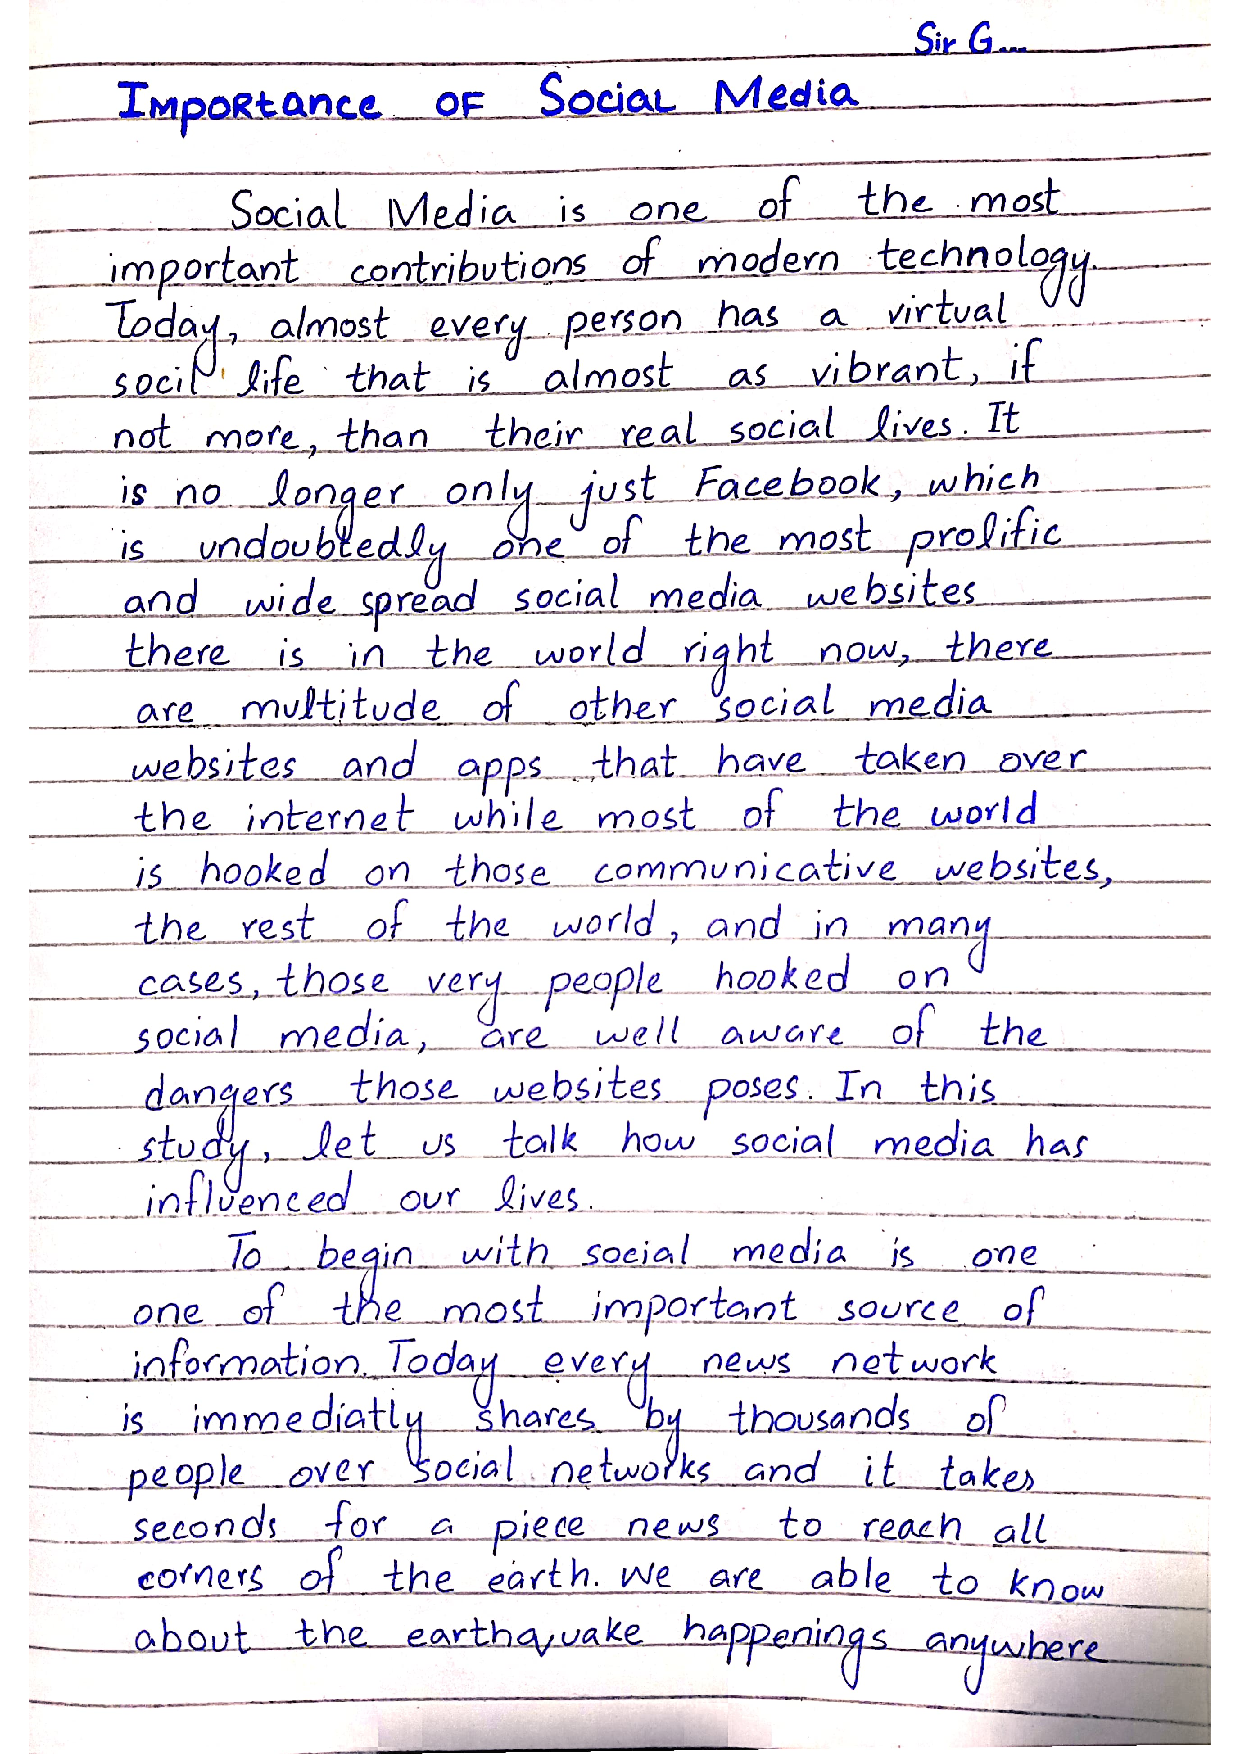 Sir G....
Importance of Social Media
Social Media is one of the most
important contributions of modern technology.
Today, almost every person has a virtual
socil life that is almost as vibrant, if
not more, than their real social lives. It
is no longer only just Facebook, which
is undoubtedly one of the most prolific
and wide spread social media websites
there is in the world right now, there
are multitude of other social media
websites and apps that have taken over
the internet while most of the world
is hooked on those communicative websites,
the rest of the world, and in many
cases, those very people hooked on
social media, are well aware of the
dangers those websites poses. In this
study, let us talk how social media has
influenced our lives.
To begin with social media is one
one of the most important source of
information. Today every news network
is immediatly shares by thousands of
people over social networks and it takes
seconds for a piece news to reach all
corners of the earth. We are able to know
about the earthquake happenings anywhere